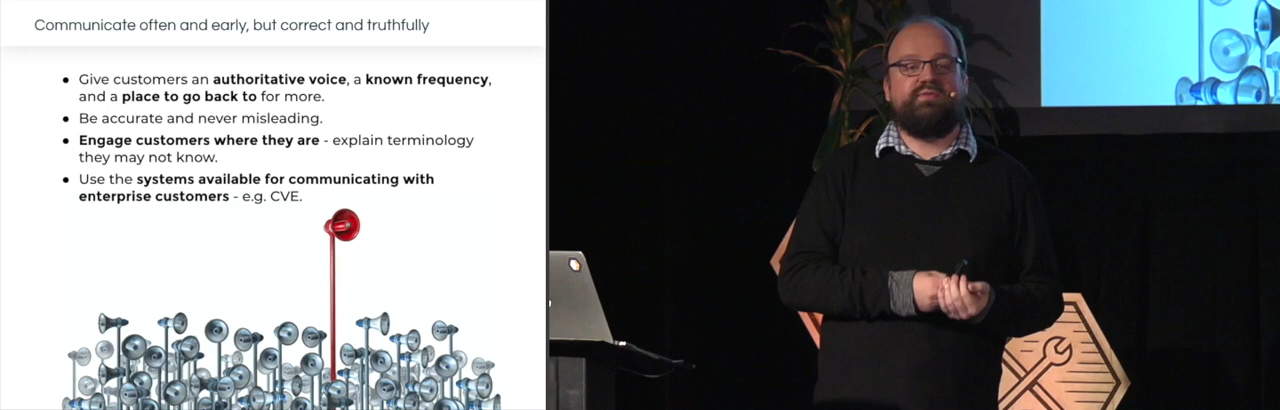 Communicate often and early, but correct and truthfully
● Give customers an authoritative voice, a known frequency,
and a place to go back to for more.
● Be accurate and never misleading.
● Engage customers where they are - explain terminology
they may not know.
● Use the systems available for communicating with
enterprise customers - e.g. CVE.